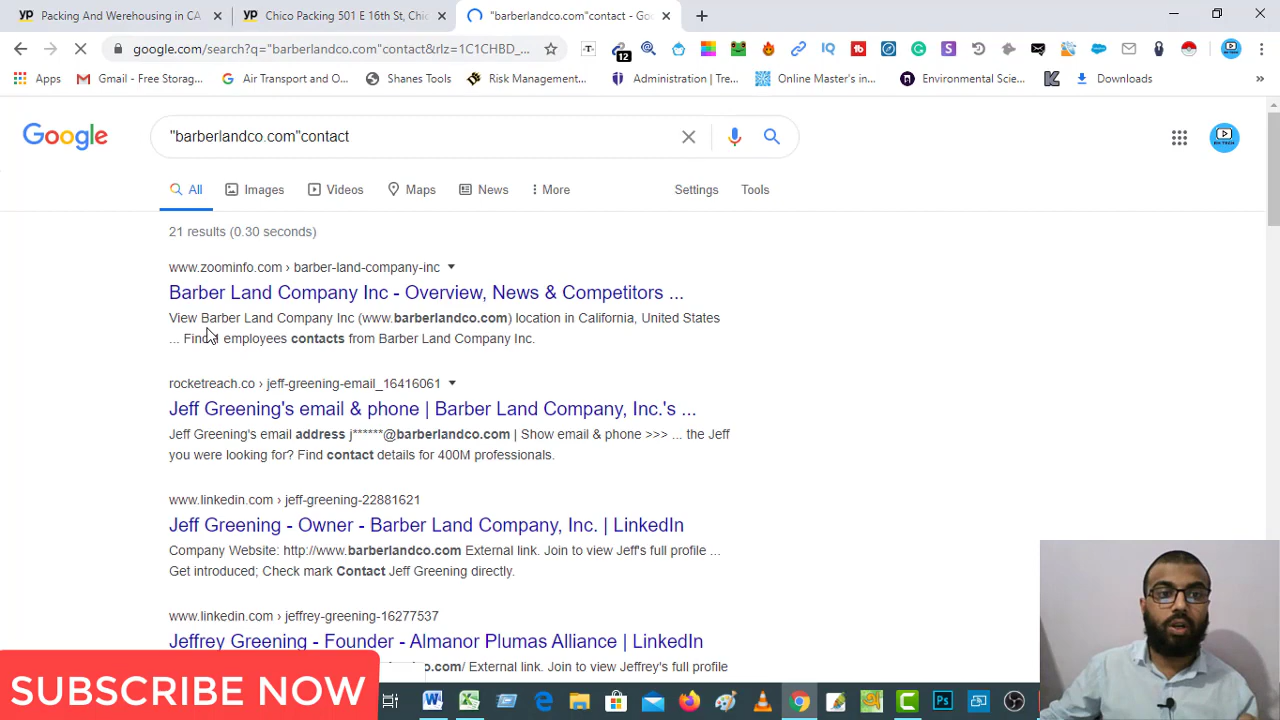 Packing And Warehousing in CA
Chico Packing 501 E 16th St, Chic
"barberlandco.com"contact - Goo
google.com/search?q="barberlandco.com"contact&rlz=1C1CHBD_...
12
Apps
Gmail - Free Storag...
Air Transport and O...
Shanes Tools
Risk Management...
Administration | Tre...
Online Master's in...
Environmental Scie...
Downloads
Google
"barberlandco.com"contact
All
Images
Videos
Maps
News
More
Settings
Tools
21 results (0.30 seconds)
www.zoominfo.com › barber-land-company-inc
Barber Land Company Inc - Overview, News & Competitors ...
View Barber Land Company Inc (www.barberlandco.com) location in California, United States
... Find 1 employees contacts from Barber Land Company Inc.
rocketreach.co › jeff-greening-email_16416061
Jeff Greening's email & phone | Barber Land Company, Inc.'s ...
Jeff Greening's email address j******@barberlandco.com | Show email & phone >>> ... the Jeff
you were looking for? Find contact details for 400M professionals.
www.linkedin.com › jeff-greening-22881621
Jeff Greening - Owner - Barber Land Company, Inc. | LinkedIn
Company Website: http://www.barberlandco.com External link. Join to view Jeff's full profile ...
Get introduced; Check mark Contact Jeff Greening directly.
www.linkedin.com › jeffrey-greening-16277537
Jeffrey Greening - Founder - Almanor Plumas Alliance | LinkedIn
co.com/ External link. Join to view Jeffrey's full profile
SUBSCRIBE NOW